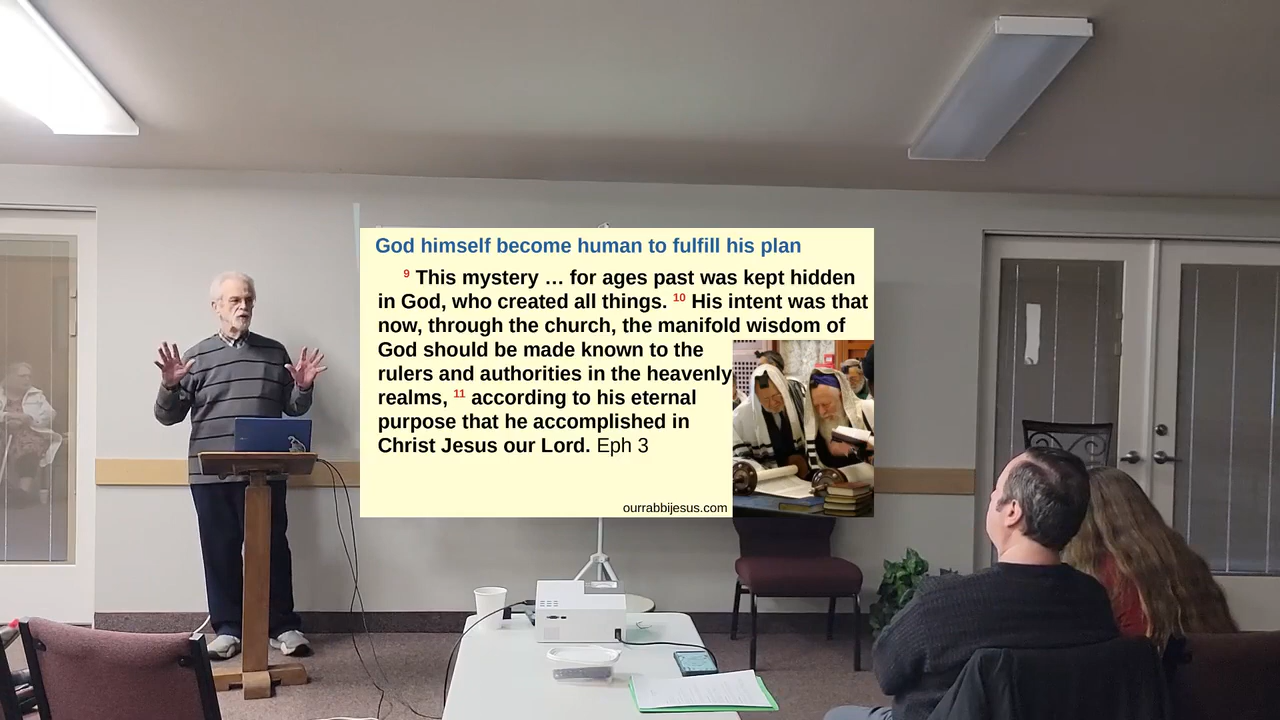 God himself become human to fulfill his plan
9 This mystery … for ages past was kept hidden
in God, who created all things. 10 His intent was that
now, through the church, the manifold wisdom of
God should be made known to the
rulers and authorities in the heavenly
realms, 11 according to his eternal
purpose that he accomplished in
Christ Jesus our Lord. Eph 3
ourrabbijesus.com